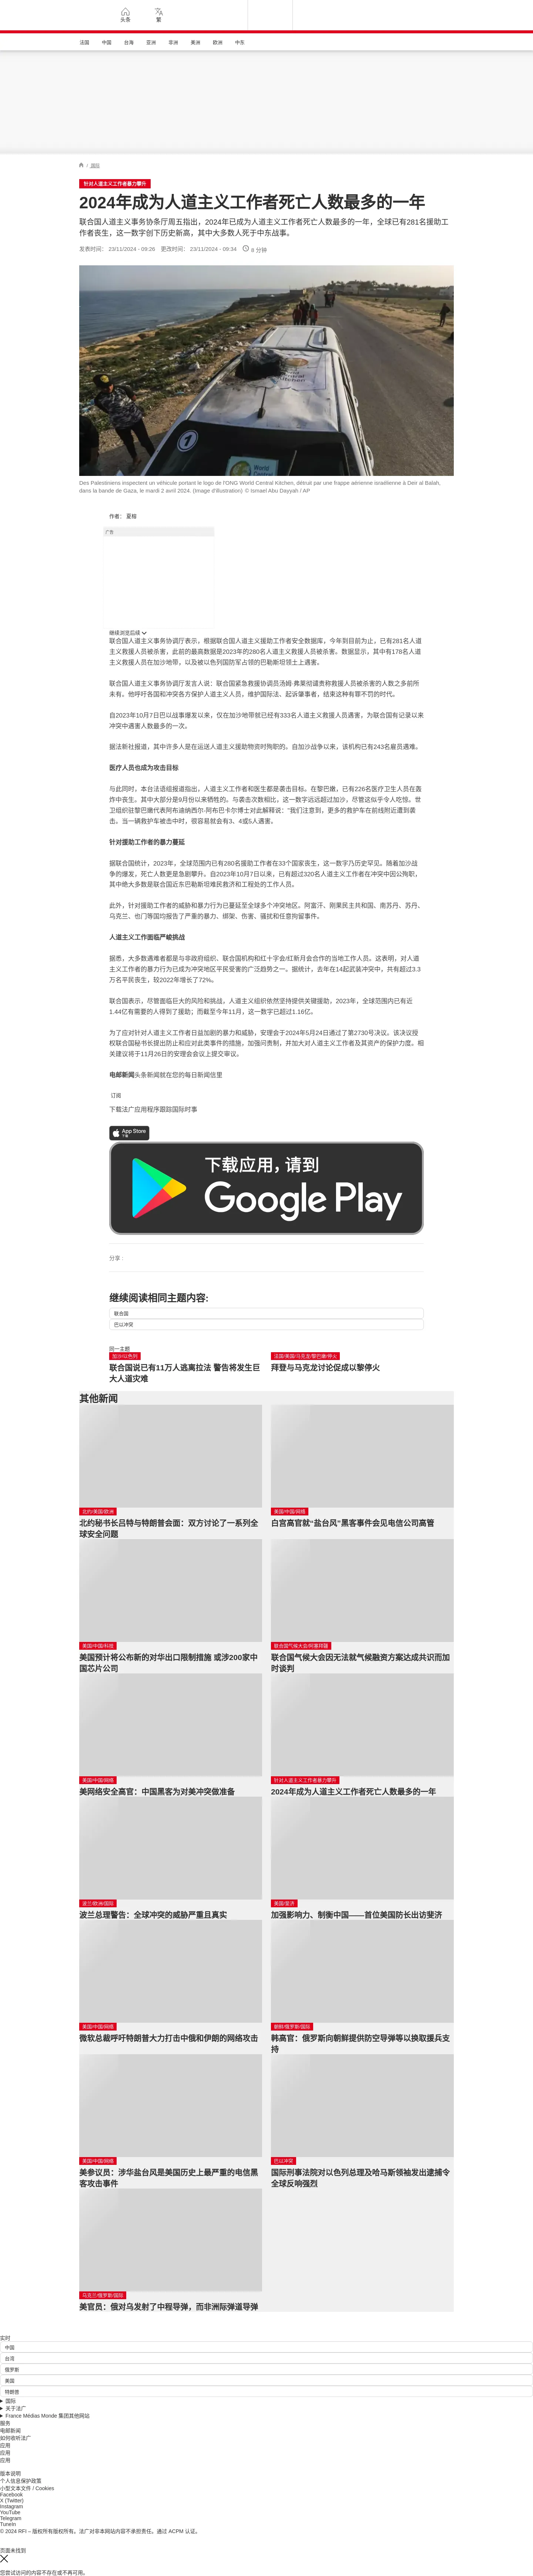 头条
繁
法国
中国
台海
亚洲
非洲
美洲
欧洲
中东
国际
针对人道主义工作者暴力攀升
2024年成为人道主义工作者死亡人数最多的一年
联合国人道主义事务协条厅周五指出，2024年已成为人道主义工作者死亡人数最多的一年，全球已有281名援助工作者丧生，这一数字创下历史新高，其中大多数人死于中东战事。
发表时间： 23/11/2024 - 09:26 更改时间： 23/11/2024 - 09:34 8 分钟
Des Palestiniens inspectent un véhicule portant le logo de l'ONG World Central Kitchen, détruit par une frappe aérienne israélienne à Deir al Balah, dans la bande de Gaza, le mardi 2 avril 2024. (Image d'illustration) © Ismael Abu Dayyah / AP
作者： 夏榕
广告
继续浏览后续
联合国人道主义事务协调厅表示，根据联合国人道主义援助工作者安全数据库，今年到目前为止，已有281名人道主义救援人员被杀害，此前的最高数据是2023年的280名人道主义救援人员被杀害。数据显示，其中有178名人道主义救援人员在加沙地带，以及被以色列国防军占领的巴勒斯坦领土上遇害。
联合国人道主义事务协调厅发言人说：联合国紧急救援协调员汤姆·弗莱彻谴责称救援人员被杀害的人数之多前所未有。他呼吁各国和冲突各方保护人道主义人员，维护国际法、起诉肇事者，结束这种有罪不罚的时代。
自2023年10月7日巴以战事爆发以来，仅在加沙地带就已经有333名人道主义救援人员遇害，为联合国有记录以来冲突中遇害人数最多的一次。
据法新社报道，其中许多人是在运送人道主义援助物资时殉职的。自加沙战争以来，该机构已有243名雇员遇难。
医疗人员也成为攻击目标
与此同时，本台法语组报道指出，人道主义工作者和医生都是袭击目标。在黎巴嫩，已有226名医疗卫生人员在轰炸中丧生。其中大部分是9月份以来牺牲的。与袭击次数相比，这一数字远远超过加沙，尽管这似乎令人吃惊。世卫组织驻黎巴嫩代表阿布迪纳西尔-阿布巴卡尔博士对此解释说：“我们注意到，更多的救护车在前线附近遭到袭击。当一辆救护车被击中时，很容易就会有3、4或5人遇害。
针对援助工作者的暴力蔓延
据联合国统计，2023年，全球范围内已有280名援助工作者在33个国家丧生，这一数字乃历史罕见。随着加沙战争的爆发，死亡人数更是急剧攀升。自2023年10月7日以来，已有超过320名人道主义工作者在冲突中因公殉职，其中绝大多数是联合国近东巴勒斯坦难民救济和工程处的工作人员。
此外，针对援助工作者的威胁和暴力行为已蔓延至全球多个冲突地区。阿富汗、刚果民主共和国、南苏丹、苏丹、乌克兰、也门等国均报告了严重的暴力、绑架、伤害、骚扰和任意拘留事件。
人道主义工作面临严峻挑战
据悉，大多数遇难者都是与非政府组织、联合国机构和红十字会/红新月会合作的当地工作人员。这表明，对人道主义工作者的暴力行为已成为冲突地区平民受害的广泛趋势之一。据统计，去年在14起武装冲突中，共有超过3.3万名平民丧生，较2022年增长了72%。
联合国表示，尽管面临巨大的风险和挑战，人道主义组织依然坚持提供关键援助，2023年，全球范围内已有近1.44亿有需要的人得到了援助；而截至今年11月，这一数字已超过1.16亿。
为了应对针对人道主义工作者日益加剧的暴力和威胁，安理会于2024年5月24日通过了第2730号决议。该决议授权联合国秘书长提出防止和应对此类事件的措施，加强问责制，并加大对人道主义工作者及其资产的保护力度。相关建议将于11月26日的安理会会议上提交审议。
电邮新闻头条新闻就在您的每日新闻信里
订阅
下载法广应用程序跟踪国际时事
App Store
下载应用，请到
Google Play
分享 :
继续阅读相同主题内容:
联合国
巴以冲突
同一主题
加沙/以色列
联合国说已有11万人逃离拉法 警告将发生巨大人道灾难
法国/美国/马克龙/黎巴嫩/停火
拜登与马克龙讨论促成以黎停火
其他新闻
北约/美国/欧洲
北约秘书长吕特与特朗普会面：双方讨论了一系列全球安全问题
美国/中国/网络
白宫高官就“盐台风”黑客事件会见电信公司高管
美国/中国/科技
美国预计将公布新的对华出口限制措施 或涉200家中国芯片公司
联合国气候大会/阿塞拜疆
联合国气候大会因无法就气候融资方案达成共识而加时谈判
美国/中国/网络
美网络安全高官：中国黑客为对美冲突做准备
针对人道主义工作者暴力攀升
2024年成为人道主义工作者死亡人数最多的一年
波兰/欧洲/国际
波兰总理警告：全球冲突的威胁严重且真实
美国/斐济
加强影响力、制衡中国——首位美国防长出访斐济
美国/中国/网络
微软总裁呼吁特朗普大力打击中俄和伊朗的网络攻击
朝鲜/俄罗斯/国际
韩高官：俄罗斯向朝鲜提供防空导弹等以换取援兵支持
美国/中国/网络
美参议员：涉华盐台风是美国历史上最严重的电信黑客攻击事件
巴以冲突
国际刑事法院对以色列总理及哈马斯领袖发出逮捕令 全球反响强烈
乌克兰/俄罗斯/国际
美官员：俄对乌发射了中程导弹，而非洲际弹道导弹
实时
中国
台湾
俄罗斯
美国
特朗普
国际
关于法广
France Médias Monde 集团其他网站
服务
电邮新闻
如何收听法广
应用
应用
应用
版本说明
个人信息保护政策
小型文本文件 / Cookies
Facebook
X (Twitter)
Instagram
YouTube
Telegram
TuneIn
© 2024 RFI – 版权所有版权所有。法广对非本网站内容不承担责任。通过 ACPM 认证。
页面未找到
您尝试访问的内容不存在或不再可用。